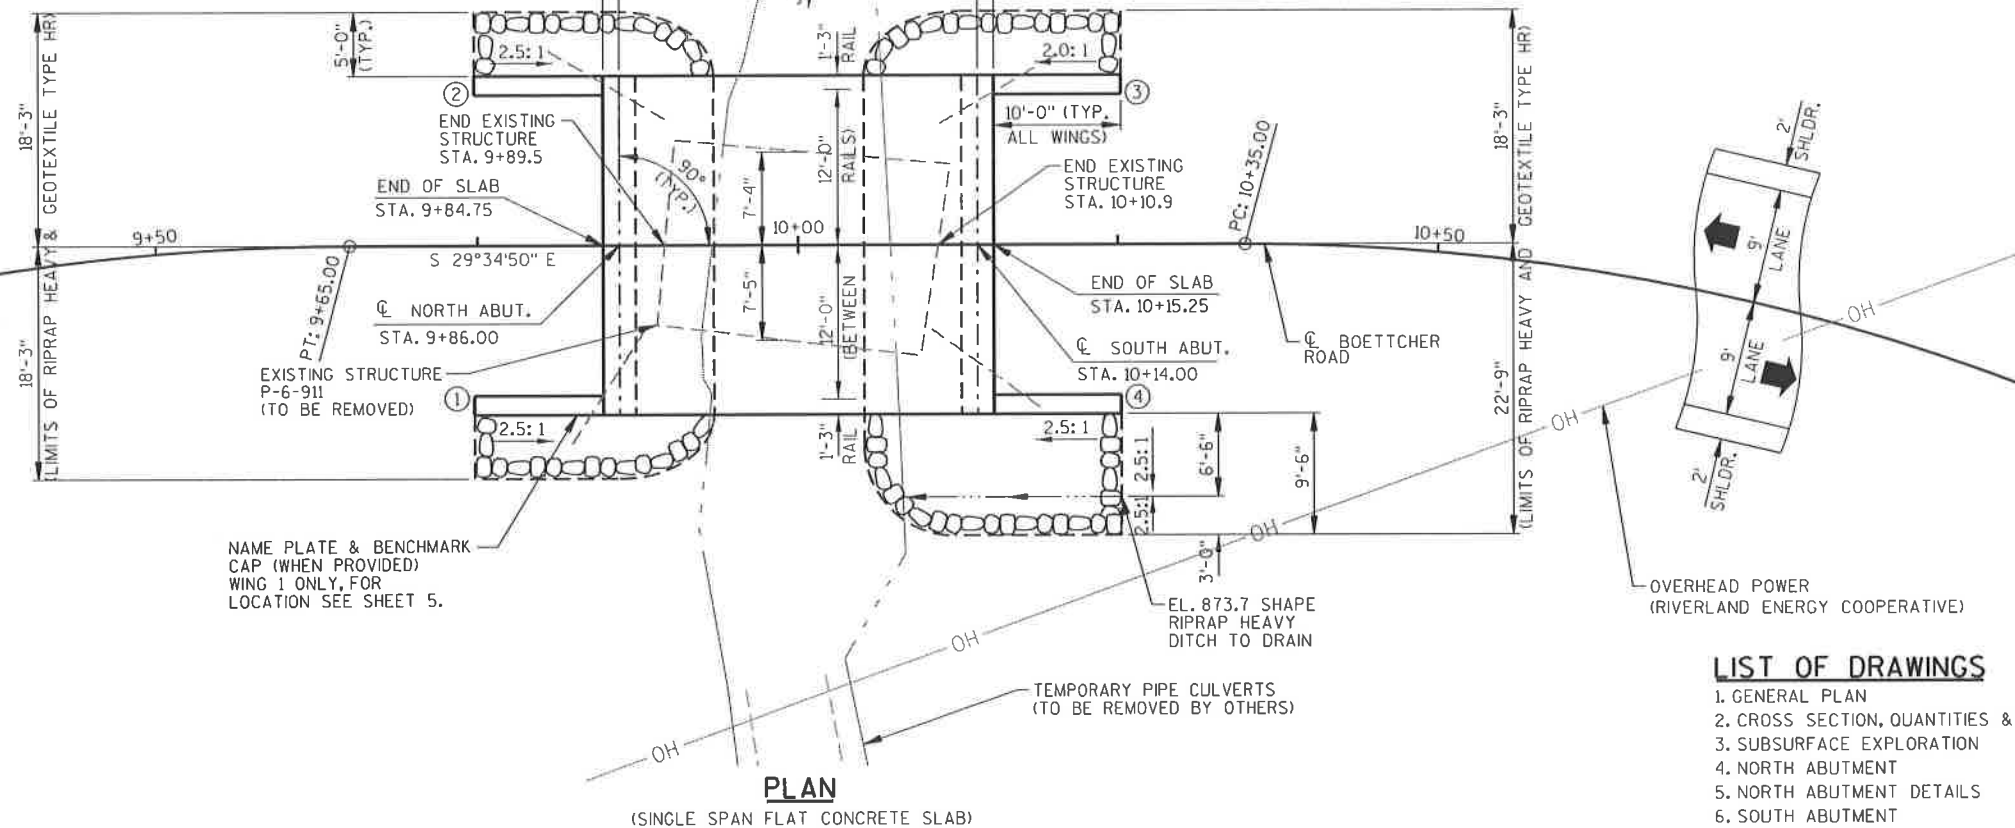 18'-3"
(LIMITS OF RIPRAP HEAVY & GEOTEXTILE TYPE HR)
18'-3"
5'-0"
(TYP.)
2.5: 1
1'-3"
RAIL
2.0: 1
2
3
10'-0" (TYP.
ALL WINGS)
END EXISTING
STRUCTURE
STA. 9+89.5
END OF SLAB
STA. 9+84.75
90°
(TYP.)
7'-4"
12'-0"
RAILS)
END EXISTING
STRUCTURE
STA. 10+10.9
PC: 10+35.00
18'-3"
(LIMITS OF RIPRAP HEAVY AND GEOTEXTILE TYPE HR)
22'-9"
2'
SHLDR.
9'
LANE
9'
LANE
2'
SHLDR.
9+50
10+00
10+50
S 29°34'50" E
PT: 9+65.00
℄ NORTH ABUT.
STA. 9+86.00
7'-5"
12'-0"
(BETWEEN
END OF SLAB
STA. 10+15.25
℄ SOUTH ABUT.
STA. 10+14.00
℄ BOETTCHER
ROAD
EXISTING STRUCTURE
P-6-911
(TO BE REMOVED)
1
4
2.5: 1
1'-3"
RAIL
2.5: 1
2.5:1
6'-6"
9'-6"
2.5:1
3'-0"
OH
OH
OH
OH
OH
NAME PLATE & BENCHMARK
CAP (WHEN PROVIDED)
WING 1 ONLY, FOR
LOCATION SEE SHEET 5.
EL. 873.7 SHAPE
RIPRAP HEAVY
DITCH TO DRAIN
OVERHEAD POWER
(RIVERLAND ENERGY COOPERATIVE)
TEMPORARY PIPE CULVERTS
(TO BE REMOVED BY OTHERS)
PLAN
(SINGLE SPAN FLAT CONCRETE SLAB)
LIST OF DRAWINGS
1. GENERAL PLAN
2. CROSS SECTION, QUANTITIES &
3. SUBSURFACE EXPLORATION
4. NORTH ABUTMENT
5. NORTH ABUTMENT DETAILS
6. SOUTH ABUTMENT